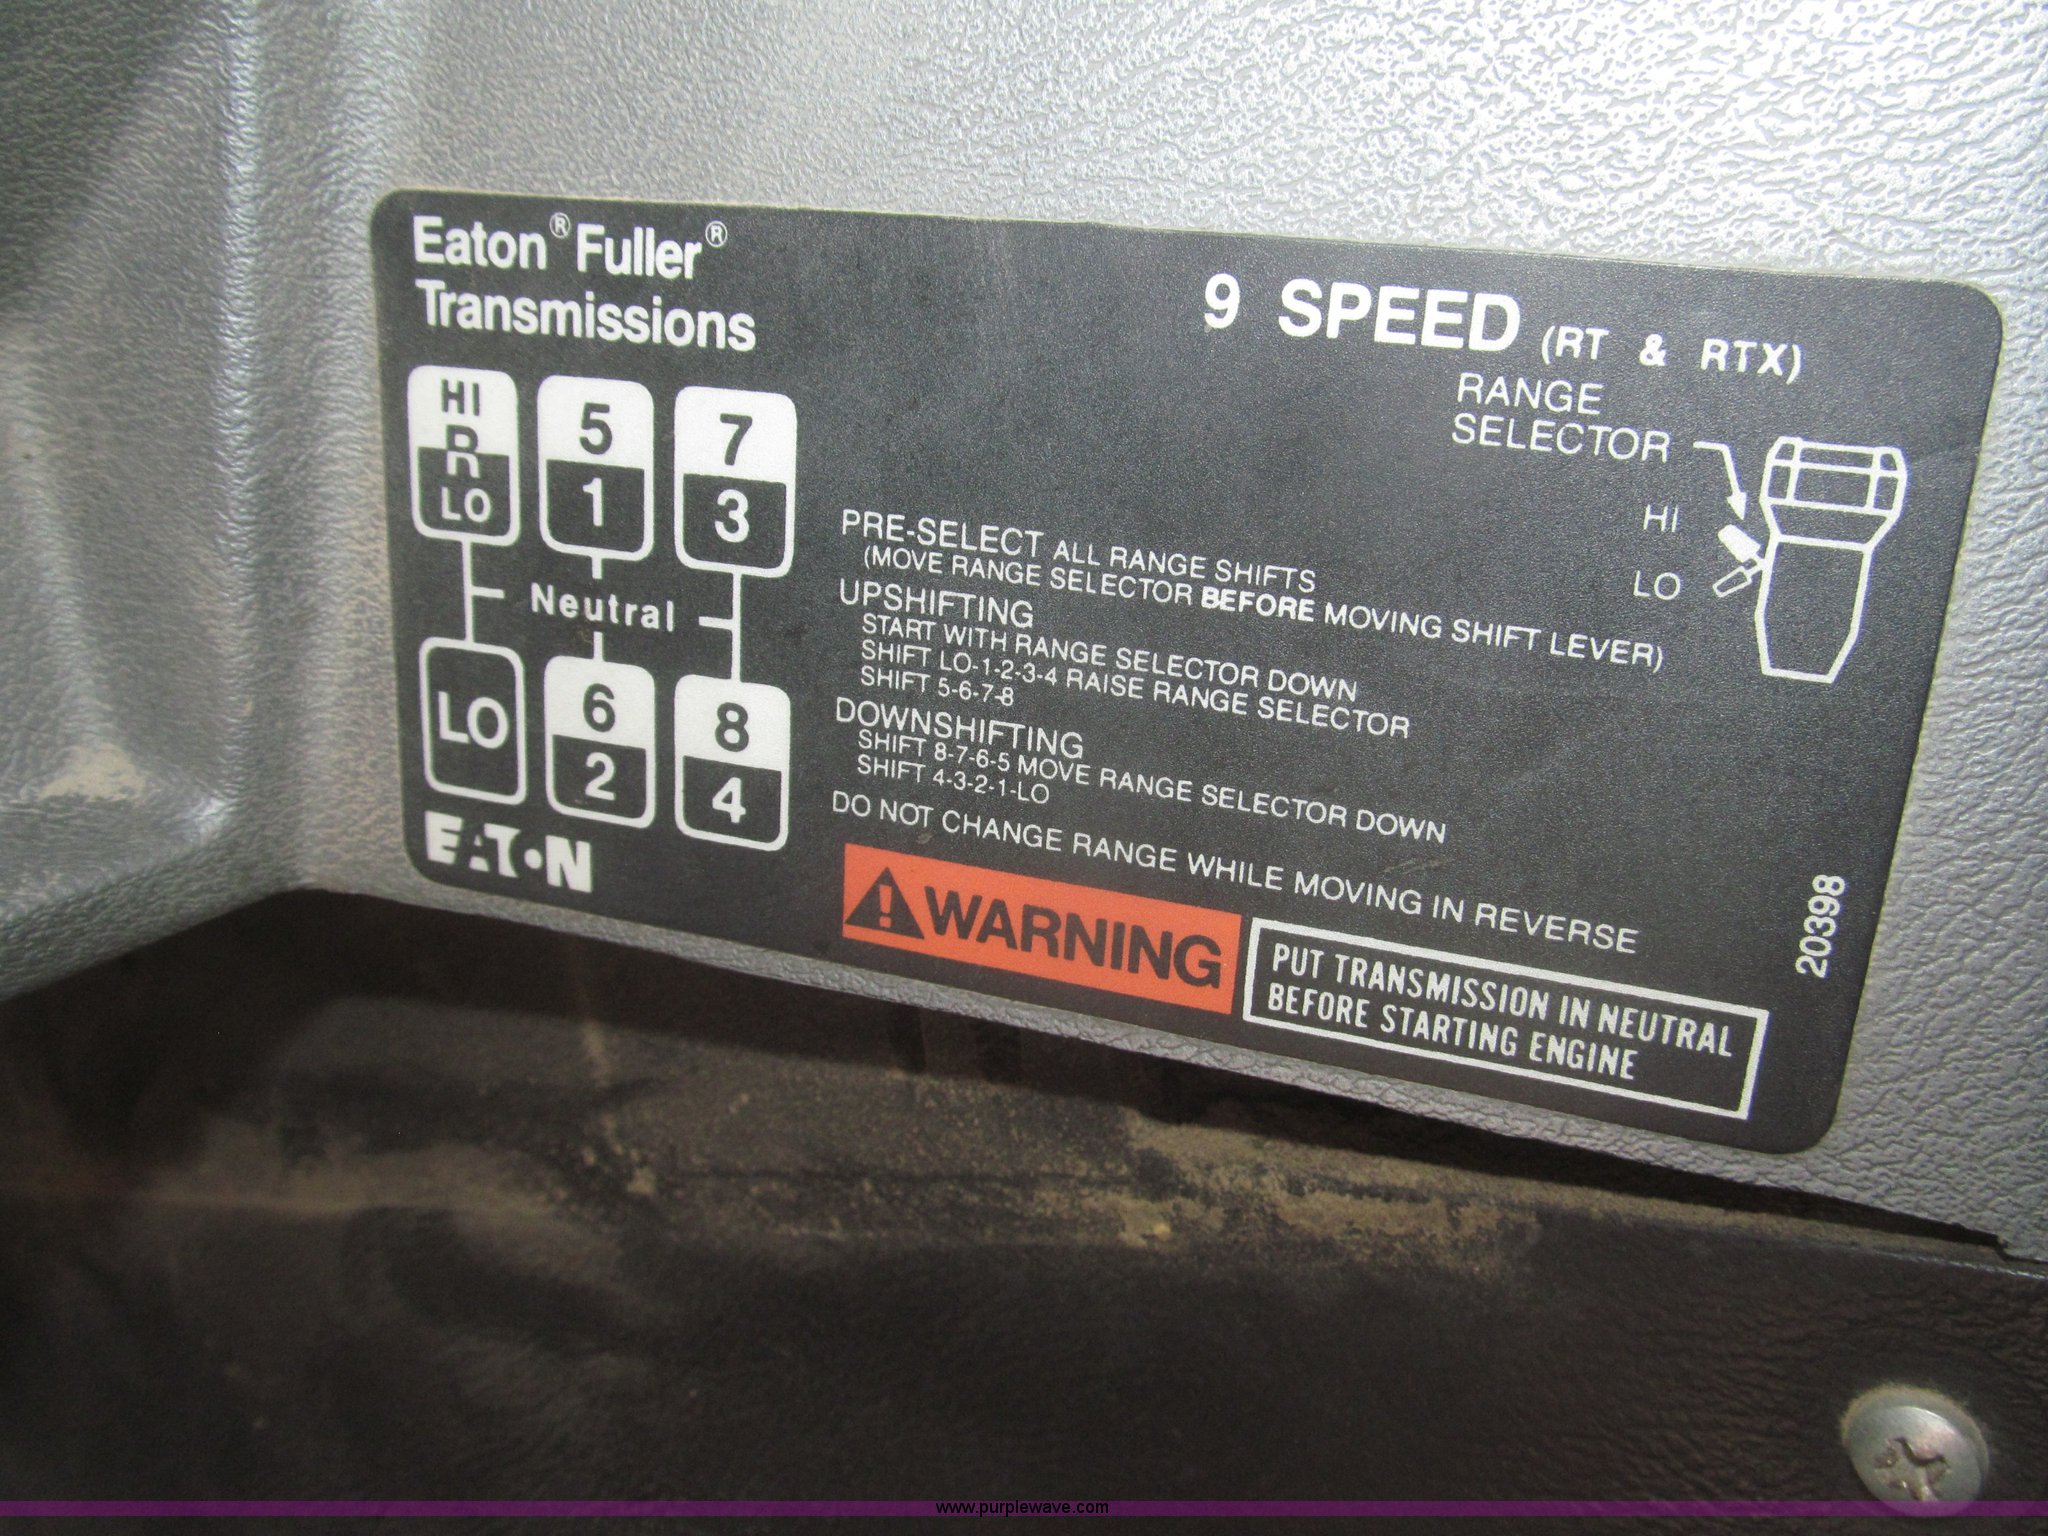 Eaton® Fuller®
Transmissions
9 SPEED (RT & RTX)
RANGE
SELECTOR
HI
LO
HI
R
LO
5
1
7
3
Neutral
LO
6
2
8
4
EATON
PRE-SELECT ALL RANGE SHIFTS
(MOVE RANGE SELECTOR BEFORE MOVING SHIFT LEVER)
UPSHIFTING
START WITH RANGE SELECTOR DOWN
SHIFT LO-1-2-3-4 RAISE RANGE SELECTOR
SHIFT 5-6-7-8
DOWNSHIFTING
SHIFT 8-7-6-5 MOVE RANGE SELECTOR DOWN
SHIFT 4-3-2-1-LO
DO NOT CHANGE RANGE WHILE MOVING IN REVERSE
WARNING
PUT TRANSMISSION IN NEUTRAL
BEFORE STARTING ENGINE
20398
www.purplewave.com